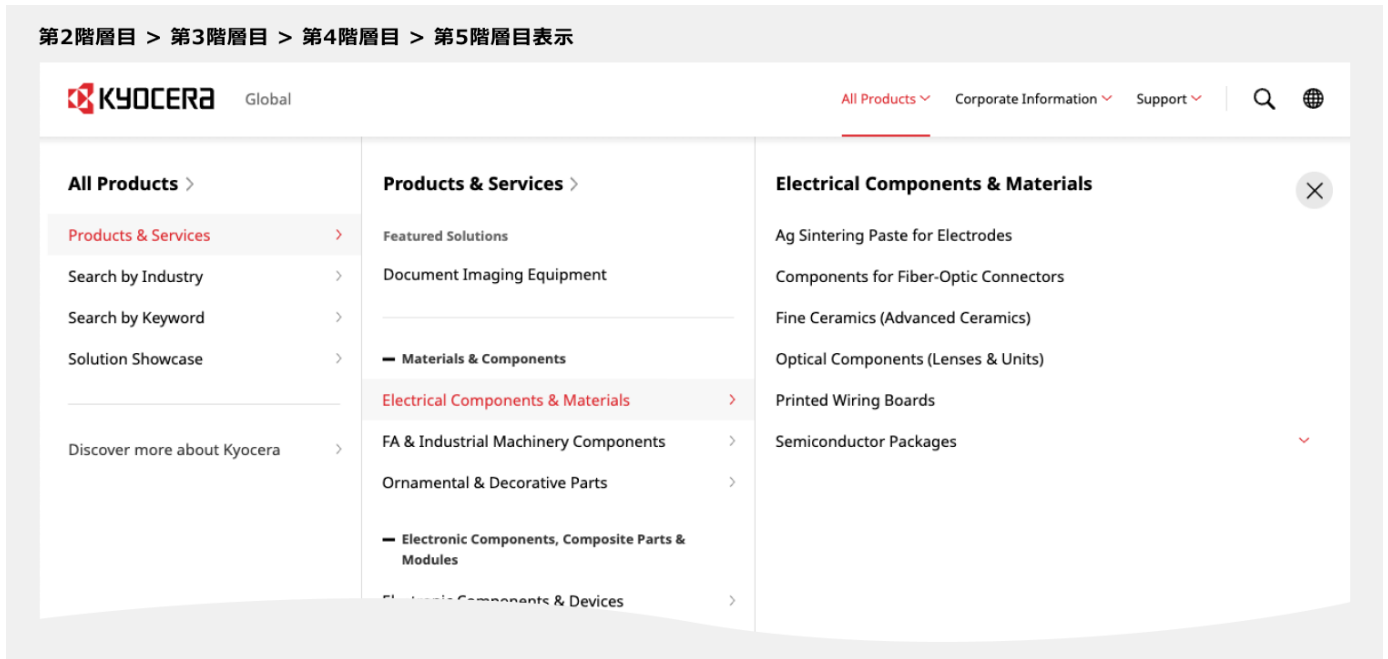 第2階層目 > 第3階層目 > 第4階層目 > 第5階層目表示
KYOCERA Global
All Products
Corporate Information
Support
All Products
Products & Services
Search by Industry
Search by Keyword
Solution Showcase
Discover more about Kyocera
Products & Services
Featured Solutions
Document Imaging Equipment
Materials & Components
Electrical Components & Materials
FA & Industrial Machinery Components
Ornamental & Decorative Parts
Electronic Components, Composite Parts &
Modules
Electronic Components & Devices
Electrical Components & Materials
Ag Sintering Paste for Electrodes
Components for Fiber-Optic Connectors
Fine Ceramics (Advanced Ceramics)
Optical Components (Lenses & Units)
Printed Wiring Boards
Semiconductor Packages